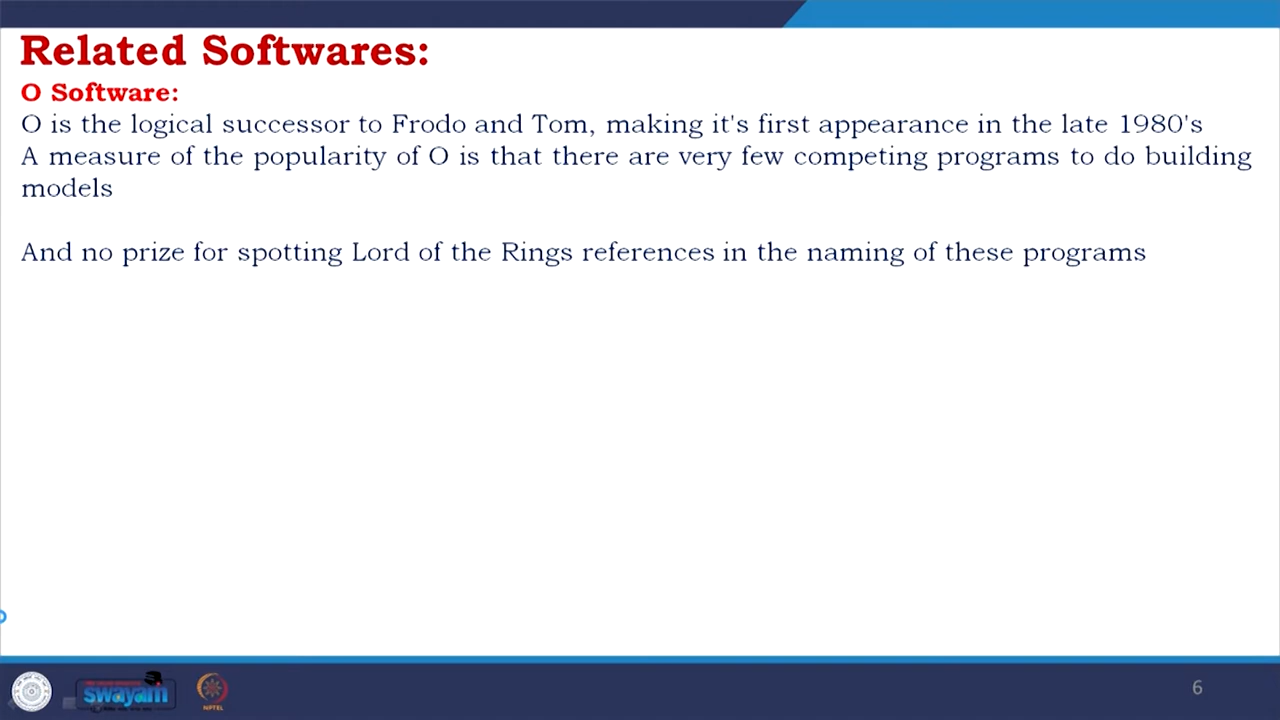 Related Softwares:
O Software:
O is the logical successor to Frodo and Tom, making it's first appearance in the late 1980's
A measure of the popularity of O is that there are very few competing programs to do building
models
And no prize for spotting Lord of the Rings references in the naming of these programs
swayam
NPTEL
6